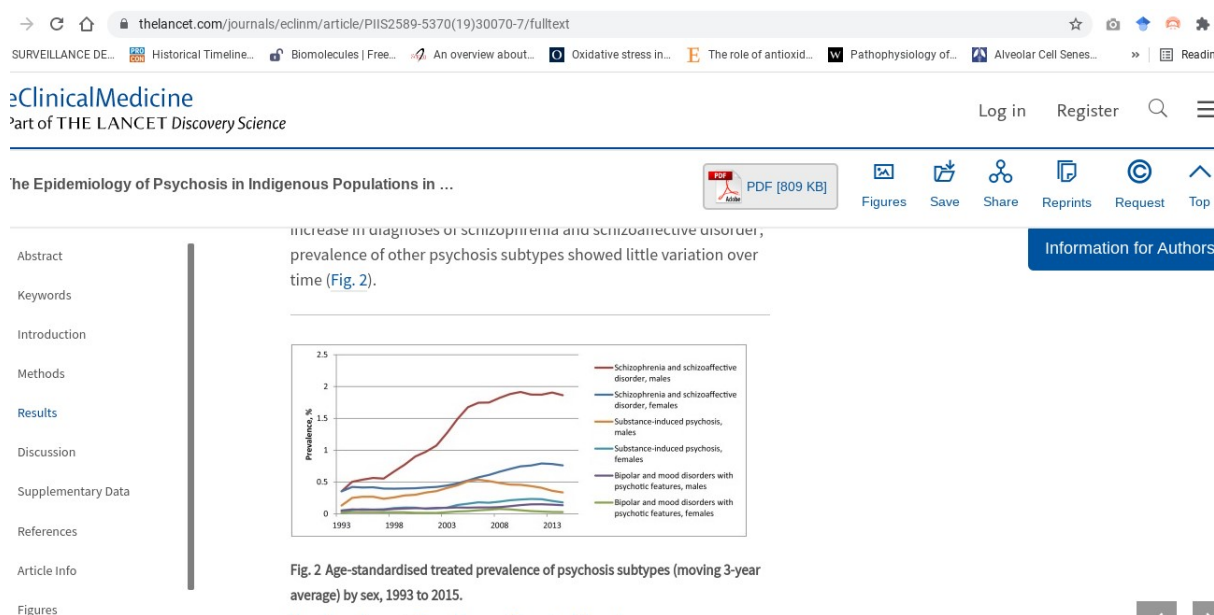 thelancet.com/journals/eclinm/article/PIIS2589-5370(19)30070-7/fulltext
SURVEILLANCE DE... Historical Timeline... Biomolecules | Free... An overview about... Oxidative stress in... The role of antioxid... Pathophysiology of... Alveolar Cell Senes... » Readin
eClinicalMedicine
Part of THE LANCET Discovery Science
Log in Register
The Epidemiology of Psychosis in Indigenous Populations in …
PDF Adobe PDF [809 KB]
Figures Save Share Reprints Request Top
Information for Authors
Abstract
Keywords
Introduction
Methods
Results
Discussion
Supplementary Data
References
Article Info
Figures
increase in diagnoses of schizophrenia and schizoaffective disorder,
prevalence of other psychosis subtypes showed little variation over
time (Fig. 2).
2.5
2
1.5
1
0.5
0
Prevalence, %
1993 1998 2003 2008 2013
Schizophrenia and schizoaffective
disorder, males
Schizophrenia and schizoaffective
disorder, females
Substance-induced psychosis,
males
Substance-induced psychosis,
females
Bipolar and mood disorders with
psychotic features, males
Bipolar and mood disorders with
psychotic features, females
Fig. 2 Age-standardised treated prevalence of psychosis subtypes (moving 3-year
average) by sex, 1993 to 2015.